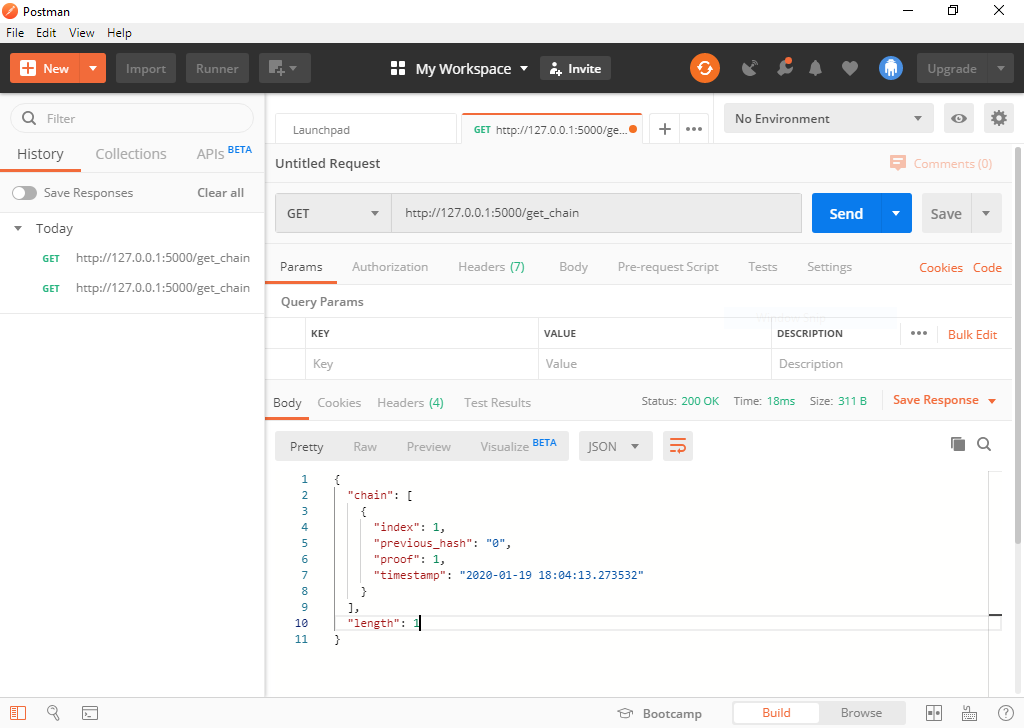 Postman
File Edit View Help
New Import Runner My Workspace Invite Upgrade
Filter
History Collections APIs BETA
Save Responses Clear all
Today
GET http://127.0.0.1:5000/get_chain
GET http://127.0.0.1:5000/get_chain
Launchpad GET http://127.0.0.1:5000/ge... No Environment
Untitled Request Comments (0)
GET http://127.0.0.1:5000/get_chain Send Save
Params Authorization Headers (7) Body Pre-request Script Tests Settings Cookies Code
Query Params
KEY VALUE DESCRIPTION Bulk Edit
Key Value Description
Body Cookies Headers (4) Test Results Status: 200 OK Time: 18ms Size: 311 B Save Response
Pretty Raw Preview Visualize BETA JSON
1 {
2 "chain": [
3 {
4 "index": 1,
5 "previous_hash": "0",
6 "proof": 1,
7 "timestamp": "2020-01-19 18:04:13.273532"
8 }
9 ],
10 "length": 1
11 }
Bootcamp Build Browse